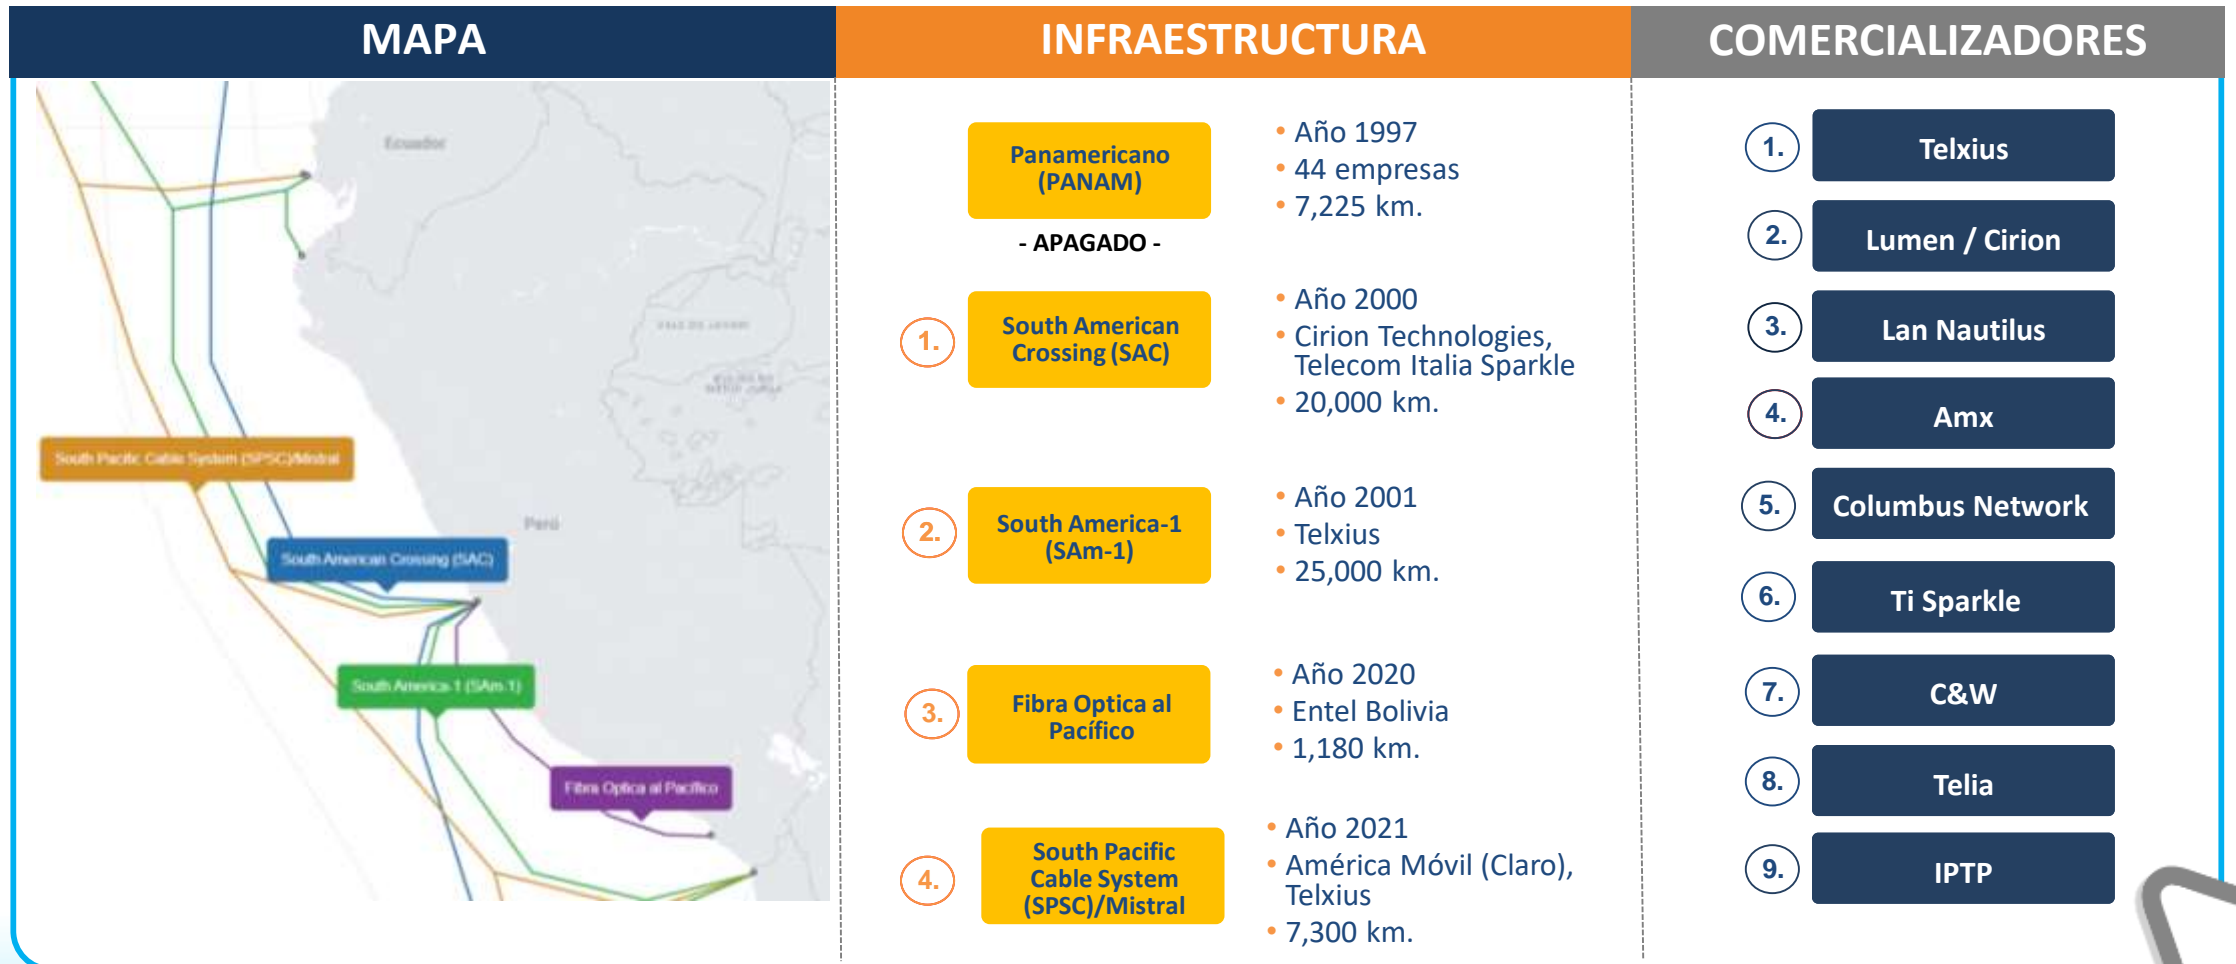 MAPA
Ecuador
Perú
South Pacific Cable System (SPSC)/Mistral
South American Crossing (SAC)
South America-1 (SAm-1)
Fibra Optica al Pacífico
INFRAESTRUCTURA
Panamericano
(PANAM)
- APAGADO -
• Año 1997
• 44 empresas
• 7,225 km.
1.
South American
Crossing (SAC)
• Año 2000
• Cirion Technologies,
Telecom Italia Sparkle
• 20,000 km.
2.
South America-1
(SAm-1)
• Año 2001
• Telxius
• 25,000 km.
3.
Fibra Optica al
Pacífico
• Año 2020
• Entel Bolivia
• 1,180 km.
4.
South Pacific
Cable System
(SPSC)/Mistral
• Año 2021
• América Móvil (Claro),
Telxius
• 7,300 km.
COMERCIALIZADORES
1. Telxius
2. Lumen / Cirion
3. Lan Nautilus
4. Amx
5. Columbus Network
6. Ti Sparkle
7. C&W
8. Telia
9. IPTP